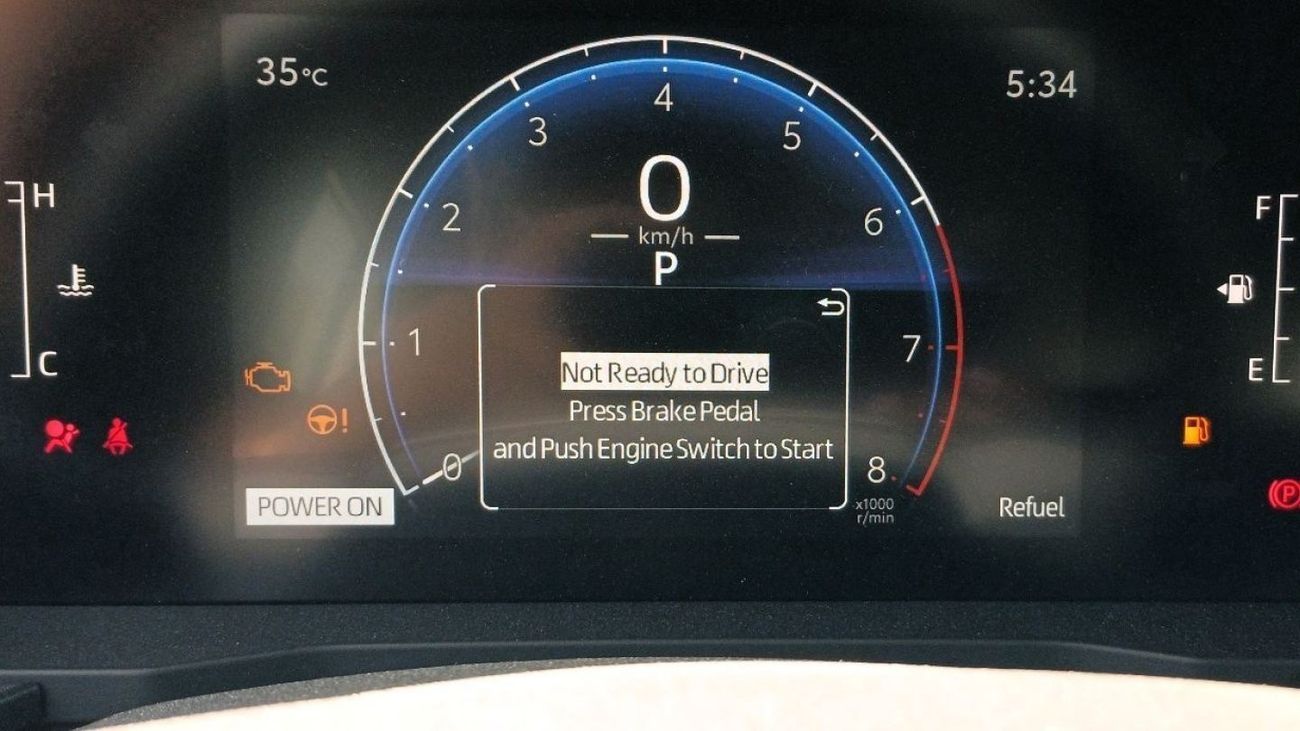 35°C
5:34
H
C
F
E
0
1
2
3
4
5
6
7
8
x1000
r/min
0
km/h
P
Not Ready to Drive
Press Brake Pedal
and Push Engine Switch to Start
!
POWER ON
Refuel
P